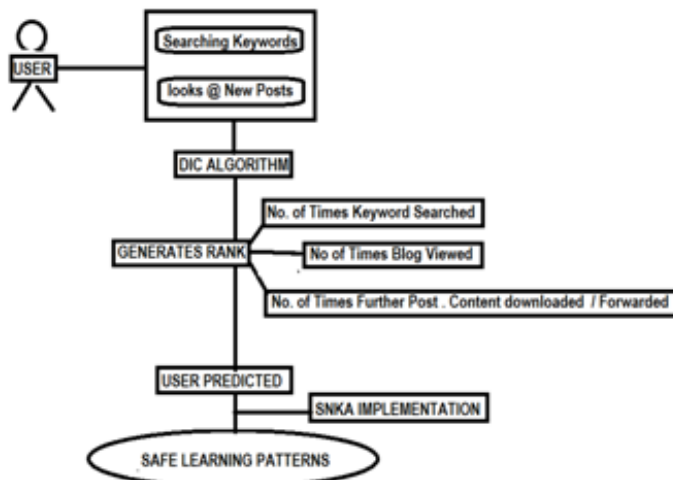 Searching Keywords
USER
looks @ New Posts
DIC ALGORITHM
No. of Times Keyword Searched
GENERATES RANK
No of Times Blog Viewed
No. of Times Further Post . Content downloaded / Forwarded
USER PREDICTED
SNKA IMPLEMENTATION
SAFE LEARNING PATTERNS